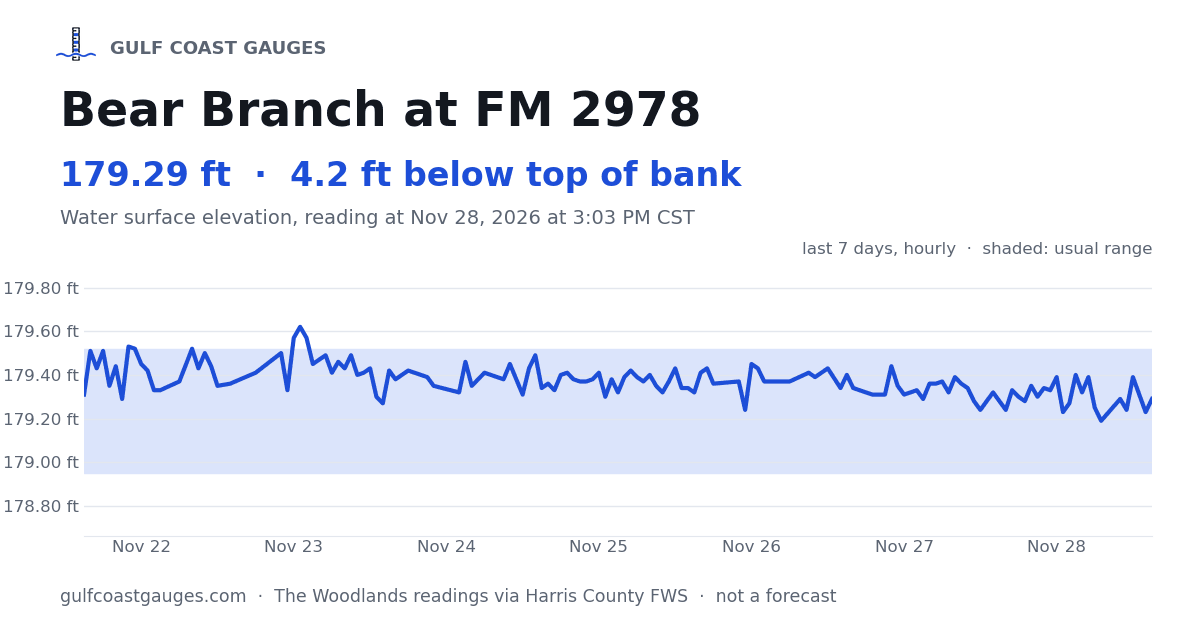 GULF COAST GAUGES
Bear Branch at FM 2978
179.29 ft · 4.2 ft below top of bank
Water surface elevation, reading at Nov 28, 2026 at 3:03 PM CST
last 7 days, hourly · shaded: usual range
179.80 ft
179.60 ft
179.40 ft
179.20 ft
179.00 ft
178.80 ft
Nov 22 Nov 23 Nov 24 Nov 25 Nov 26 Nov 27 Nov 28
gulfcoastgauges.com · The Woodlands readings via Harris County FWS · not a forecast